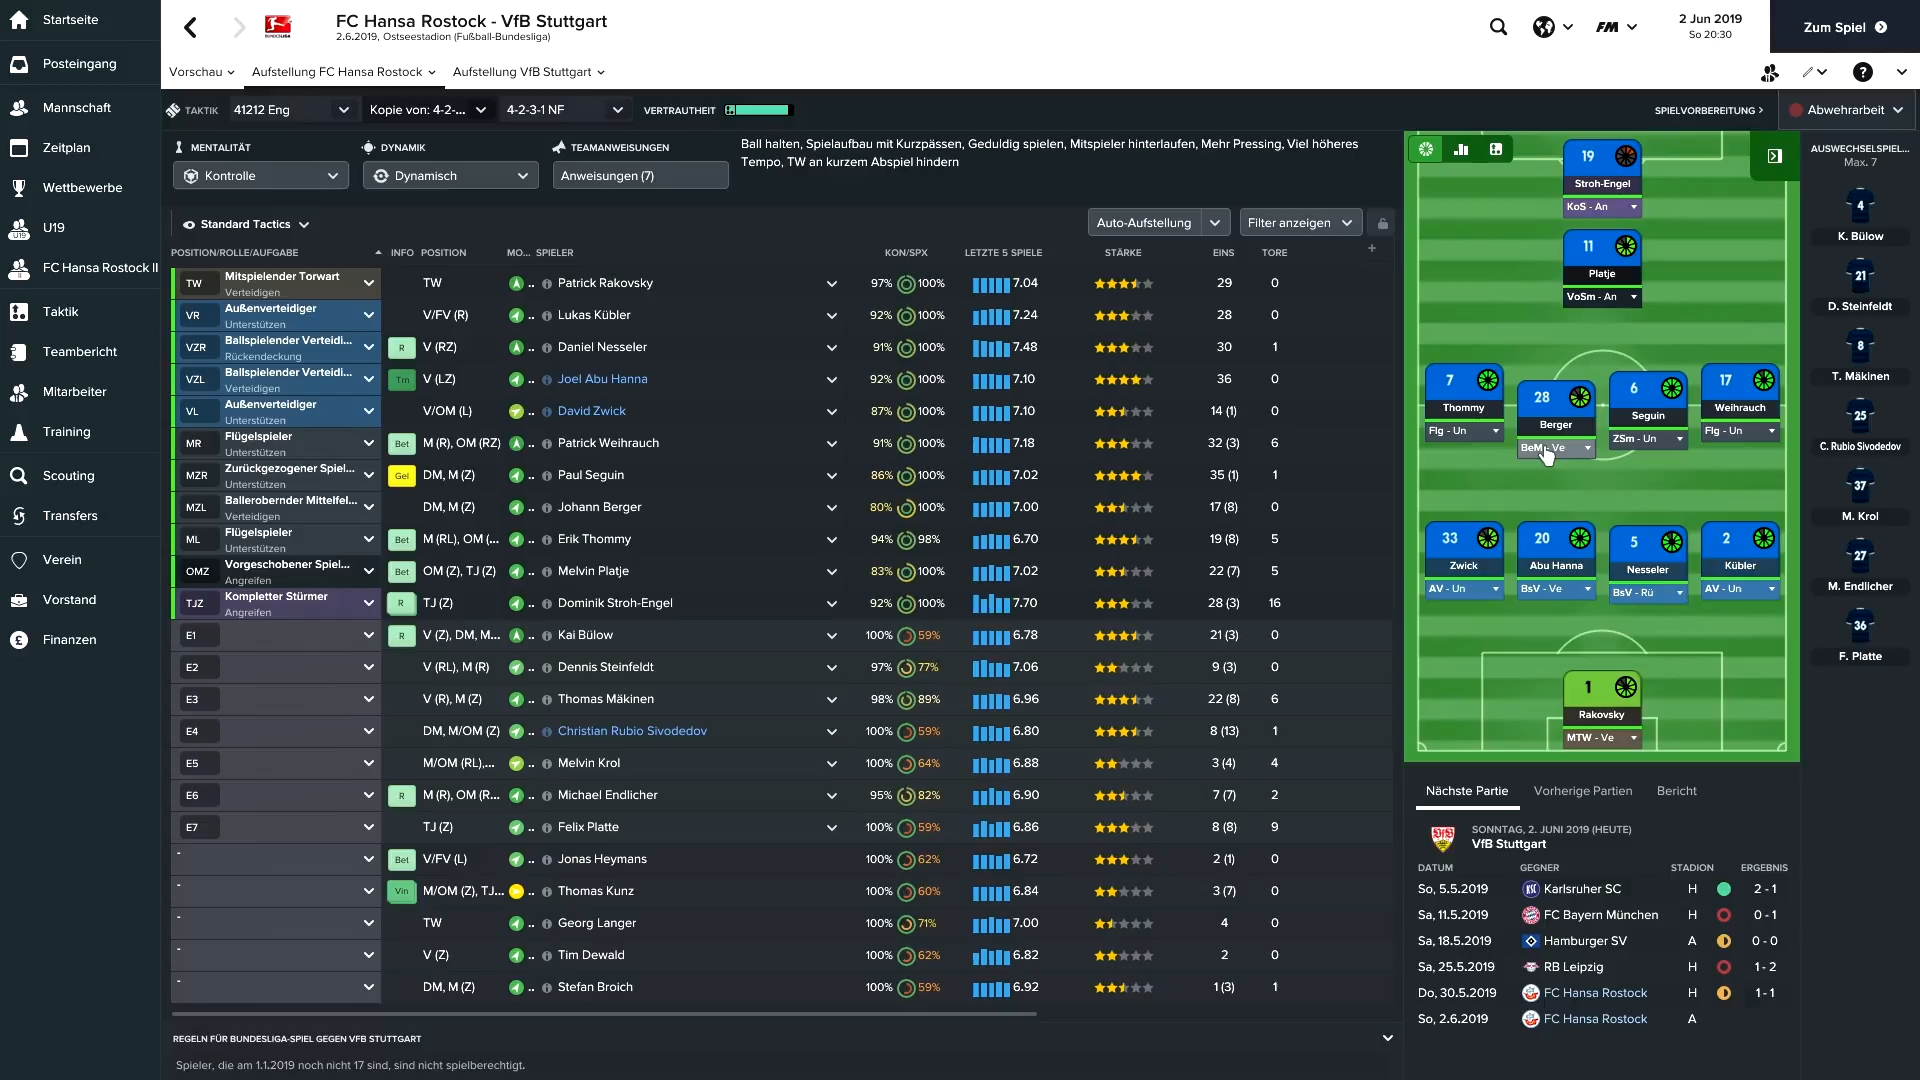 Startseite
Posteingang
Mannschaft
Zeitplan
Wettbewerbe
U19
FC Hansa Rostock II
Taktik
Teambericht
Mitarbeiter
Training
Scouting
Transfers
Verein
Vorstand
Finanzen
FC Hansa Rostock - VfB Stuttgart
2.6.2019, Ostseestadion (Fußball-Bundesliga)
FM
2 Jun 2019
So 20:30
Zum Spiel
Vorschau
Aufstellung FC Hansa Rostock
Aufstellung VfB Stuttgart
TAKTIK
41212 Eng
Kopie von: 4-2-...
4-2-3-1 NF
VERTRAUTHEIT
SPIELVORBEREITUNG >
Abwehrarbeit
MENTALITÄT
Kontrolle
DYNAMIK
Dynamisch
TEAMANWEISUNGEN
Anweisungen (7)
Ball halten, Spielaufbau mit Kurzpässen, Geduldig spielen, Mitspieler hinterlaufen, Mehr Pressing, Viel höheres
Tempo, TW an kurzem Abspiel hindern
Standard Tactics
Auto-Aufstellung
Filter anzeigen
POSITION/ROLLE/AUFGABE INFO POSITION MO... SPIELER KON/SPX LETZTE 5 SPIELE STÄRKE EINS TORE
TW Mitspielender Torwart Verteidigen TW .. Patrick Rakovsky 97% 100% 7.04 29 0
VR Außenverteidiger Unterstützen V/FV (R) .. Lukas Kübler 92% 100% 7.24 28 0
VZR Ballspielender Verteidi... Rückendeckung R V (RZ) .. Daniel Nesseler 91% 100% 7.48 30 1
VZL Ballspielender Verteidi... Verteidigen Trn V (LZ) .. Joel Abu Hanna 92% 100% 7.10 36 0
VL Außenverteidiger Unterstützen V/OM (L) .. David Zwick 87% 100% 7.10 14 (1) 0
MR Flügelspieler Unterstützen Bet M (R), OM (RZ) .. Patrick Weihrauch 91% 100% 7.18 32 (3) 6
MZR Zurückgezogener Spiel... Unterstützen Gel DM, M (Z) .. Paul Seguin 86% 100% 7.02 35 (1) 1
MZL Ballerobernder Mittelfel... Verteidigen DM, M (Z) .. Johann Berger 80% 100% 7.00 17 (8) 0
ML Flügelspieler Unterstützen Bet M (RL), OM (... .. Erik Thommy 94% 98% 6.70 19 (8) 5
OMZ Vorgeschobener Spiel... Angreifen Bet OM (Z), TJ (Z) .. Melvin Platje 83% 100% 7.02 22 (7) 5
TJZ Kompletter Stürmer Angreifen R TJ (Z) .. Dominik Stroh-Engel 92% 100% 7.70 28 (3) 16
E1 R V (Z), DM, M... .. Kai Bülow 100% 59% 6.78 21 (3) 0
E2 V (RL), M (R) .. Dennis Steinfeldt 97% 77% 7.06 9 (3) 0
E3 V (R), M (Z) .. Thomas Mäkinen 98% 89% 6.96 22 (8) 6
E4 DM, M/OM (Z) .. Christian Rubio Sivodedov 100% 59% 6.80 8 (13) 1
E5 M/OM (RL),... .. Melvin Krol 100% 64% 6.88 3 (4) 4
E6 R M (R), OM (R... .. Michael Endlicher 95% 82% 6.90 7 (7) 2
E7 TJ (Z) .. Felix Platte 100% 59% 6.86 8 (8) 9
- Bet V/FV (L) .. Jonas Heymans 100% 62% 6.72 2 (1) 0
- Vin M/OM (Z), TJ... .. Thomas Kunz 100% 60% 6.84 3 (7) 0
- TW .. Georg Langer 100% 71% 7.00 4 0
- V (Z) .. Tim Dewald 100% 62% 6.82 2 0
- DM, M (Z) .. Stefan Broich 100% 59% 6.92 1 (3) 1
REGELN FÜR BUNDESLIGA-SPIEL GEGEN VFB STUTTGART
Spieler, die am 1.1.2019 noch nicht 17 sind, sind nicht spielberechtigt.
19
Stroh-Engel
KoS - An
11
Platje
VoSm - An
7
Thommy
Flg - Un
28
Berger
BeM - Ve
6
Seguin
ZSm - Un
17
Weihrauch
Flg - Un
33
Zwick
AV - Un
20
Abu Hanna
BsV - Ve
5
Nesseler
BsV - Rü
2
Kübler
AV - Un
1
Rakovsky
MTW - Ve
AUSWECHSELSPIEL...
Max. 7
4
K. Bülow
21
D. Steinfeldt
8
T. Mäkinen
25
C. Rubio Sivodedov
37
M. Krol
27
M. Endlicher
36
F. Platte
Nächste Partie
Vorherige Partien
Bericht
SONNTAG, 2. JUNI 2019 (HEUTE)
VfB Stuttgart
DATUM GEGNER STADION ERGEBNIS
So, 5.5.2019 Karlsruher SC H 2 - 1
Sa, 11.5.2019 FC Bayern München H 0 - 1
Sa, 18.5.2019 Hamburger SV A 0 - 0
Sa, 25.5.2019 RB Leipzig H 1 - 2
Do, 30.5.2019 FC Hansa Rostock H 1 - 1
So, 2.6.2019 FC Hansa Rostock A